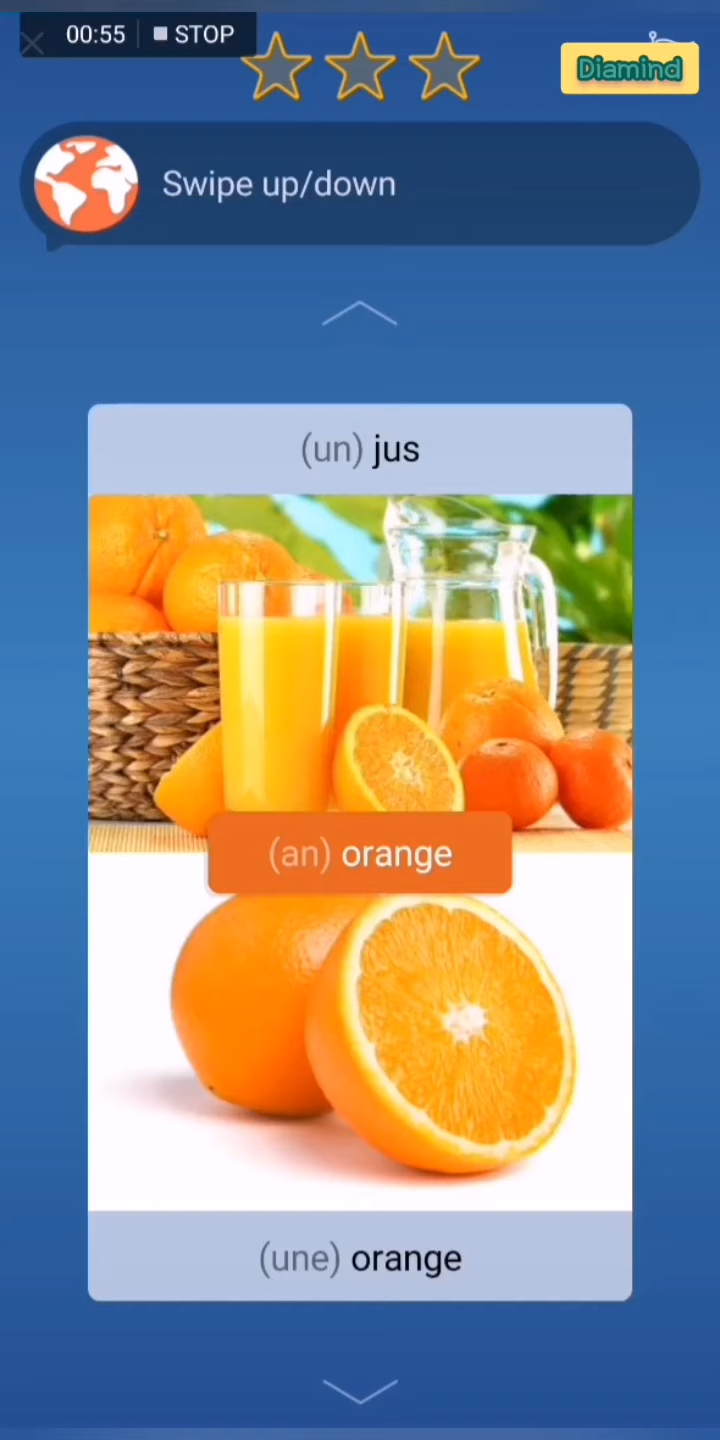 00:55 STOP
Diamind
Swipe up/down
(un) jus
(an) orange
(une) orange